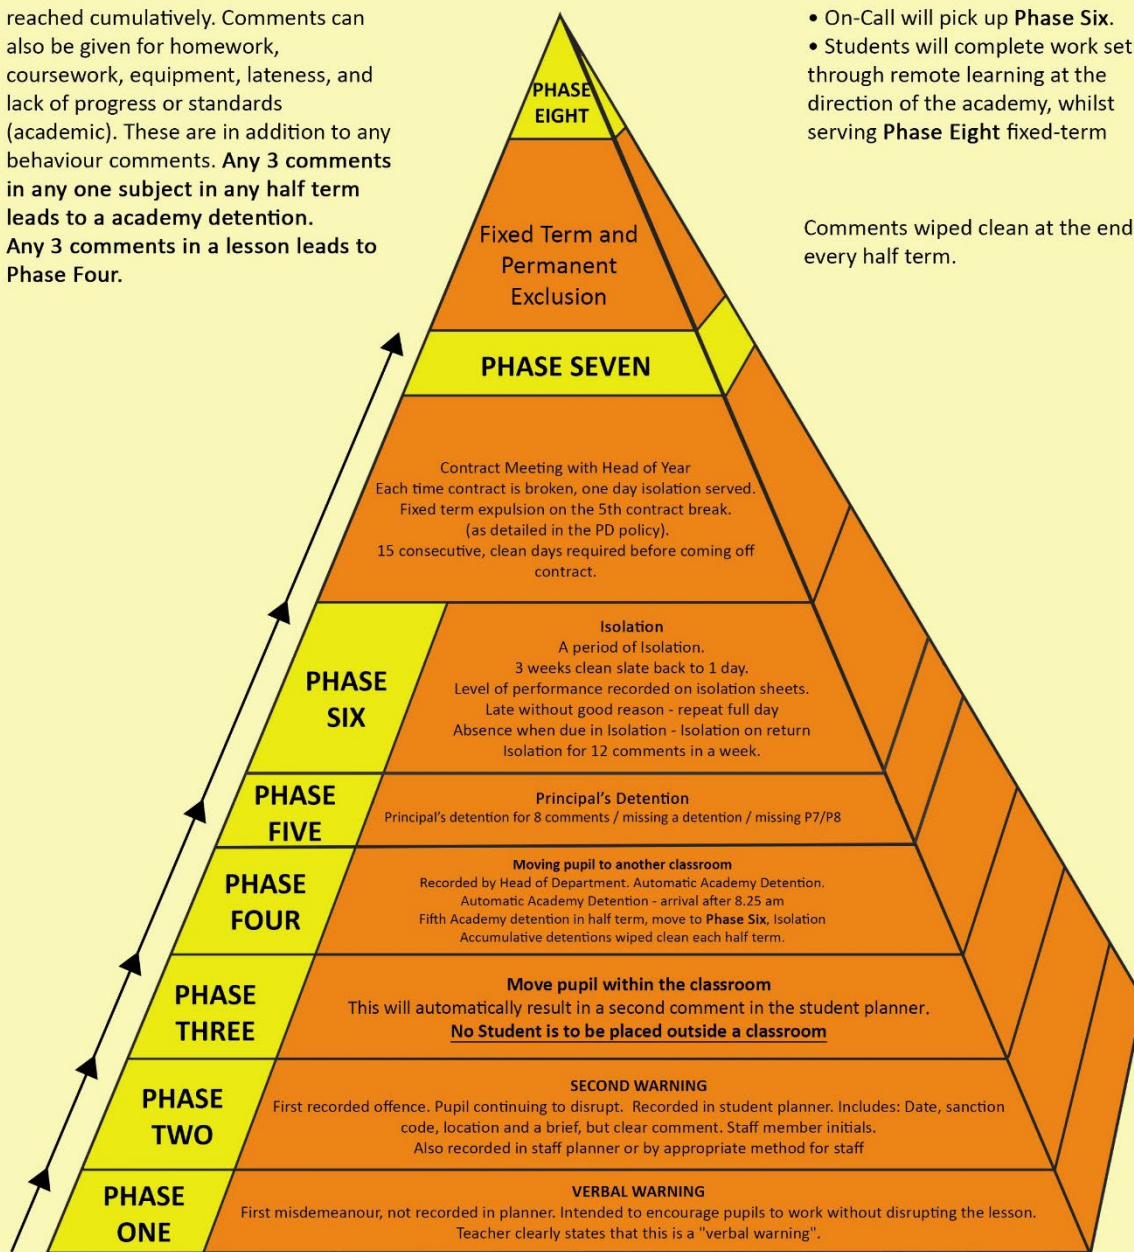 reached cumulatively. Comments can
also be given for homework,
coursework, equipment, lateness, and
lack of progress or standards
(academic). These are in addition to any
behaviour comments. Any 3 comments
in any one subject in any half term
leads to a academy detention.
Any 3 comments in a lesson leads to
Phase Four.
• On-Call will pick up Phase Six.
• Students will complete work set
through remote learning at the
direction of the academy, whilst
serving Phase Eight fixed-term
Comments wiped clean at the end
every half term.
PHASE
EIGHT
Fixed Term and
Permanent
Exclusion
PHASE SEVEN
Contract Meeting with Head of Year
Each time contract is broken, one day isolation served.
Fixed term expulsion on the 5th contract break.
(as detailed in the PD policy).
15 consecutive, clean days required before coming off
contract.
PHASE
SIX
Isolation
A period of Isolation.
3 weeks clean slate back to 1 day.
Level of performance recorded on isolation sheets.
Late without good reason - repeat full day
Absence when due in Isolation - Isolation on return
Isolation for 12 comments in a week.
PHASE
FIVE
Principal's Detention
Principal's detention for 8 comments / missing a detention / missing P7/P8
PHASE
FOUR
Moving pupil to another classroom
Recorded by Head of Department. Automatic Academy Detention.
Automatic Academy Detention - arrival after 8.25 am
Fifth Academy detention in half term, move to Phase Six, Isolation
Accumulative detentions wiped clean each half term.
PHASE
THREE
Move pupil within the classroom
This will automatically result in a second comment in the student planner.
No Student is to be placed outside a classroom
PHASE
TWO
SECOND WARNING
First recorded offence. Pupil continuing to disrupt. Recorded in student planner. Includes: Date, sanction
code, location and a brief, but clear comment. Staff member initials.
Also recorded in staff planner or by appropriate method for staff
PHASE
ONE
VERBAL WARNING
First misdemeanour, not recorded in planner. Intended to encourage pupils to work without disrupting the lesson.
Teacher clearly states that this is a "verbal warning".